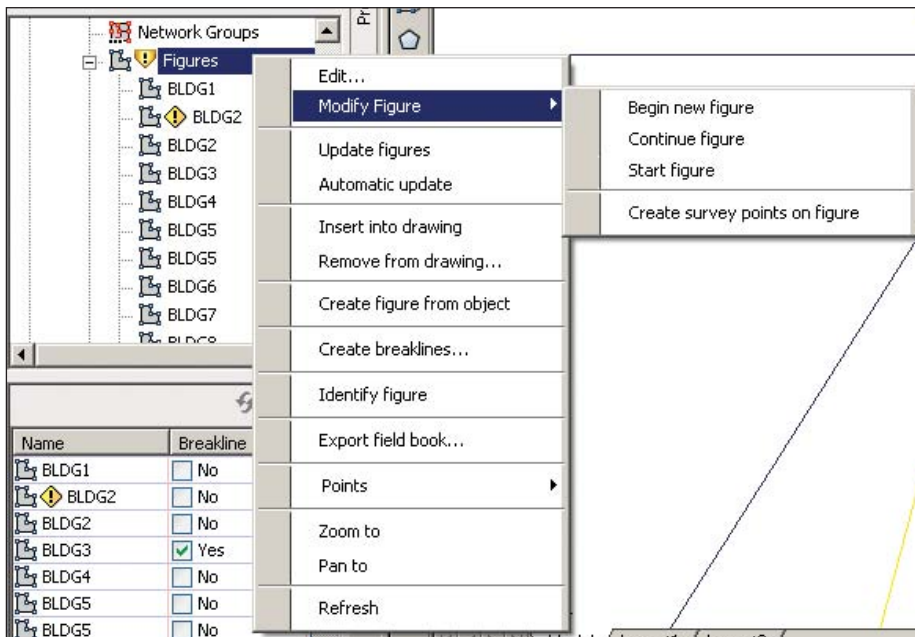 Network Groups
Figures
BLDG1
BLDG2
BLDG2
BLDG3
BLDG4
BLDG5
BLDG5
BLDG6
BLDG7
BLDG8
Edit...
Modify Figure
Update figures
Automatic update
Insert into drawing
Remove from drawing...
Create figure from object
Create breaklines...
Identify figure
Export field book...
Points
Zoom to
Pan to
Refresh
Begin new figure
Continue figure
Start figure
Create survey points on figure
Name Breakline
BLDG1 No
BLDG2 No
BLDG2 No
BLDG3 Yes
BLDG4 No
BLDG5 No
BLDG5 No